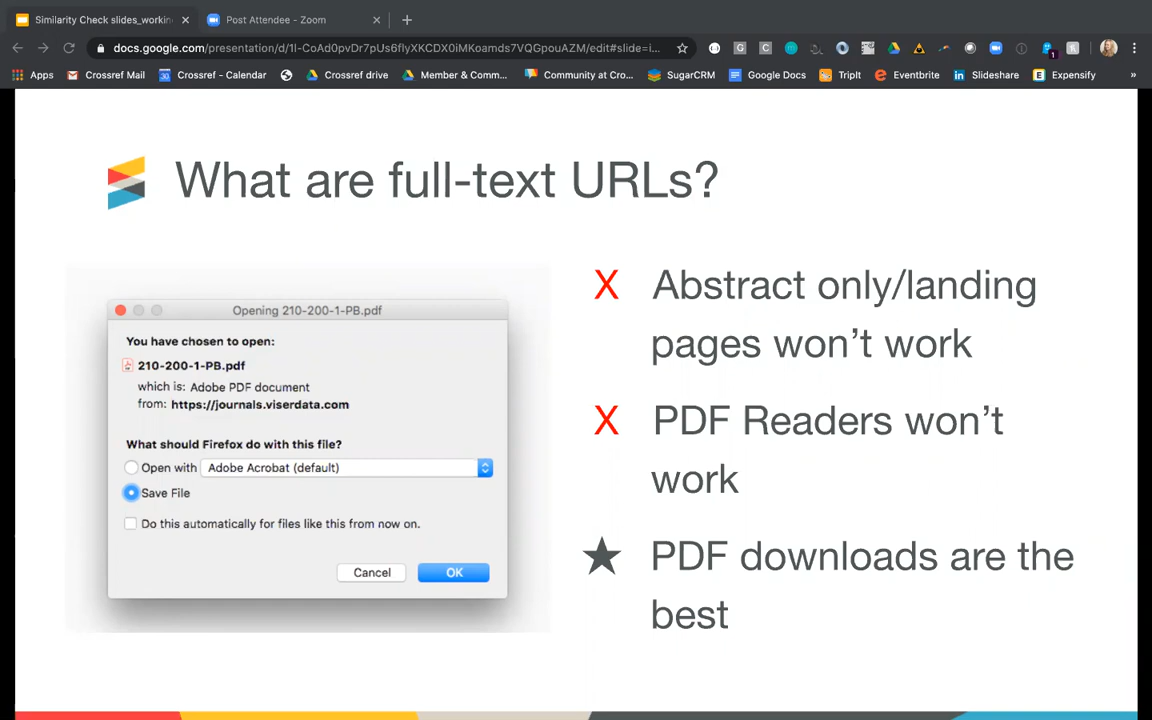 Similarity Check slides_workin
Post Attendee - Zoom
docs.google.com/presentation/d/1I-CoAd0pvDr7pUs6fIyXKCDX0iMKoamds7VQGpouAZM/edit#slide=i...
Apps
Crossref Mail
Crossref - Calendar
Crossref drive
Member & Comm...
Community at Cro...
SugarCRM
Google Docs
TripIt
Eventbrite
Slideshare
Expensify
»
What are full-text URLs?
Opening 210-200-1-PB.pdf
You have chosen to open:
210-200-1-PB.pdf
which is: Adobe PDF document
from: https://journals.viserdata.com
What should Firefox do with this file?
Open with Adobe Acrobat (default)
Save File
Do this automatically for files like this from now on.
Cancel OK
X Abstract only/landing
pages won’t work
X PDF Readers won’t
work
★ PDF downloads are the
best